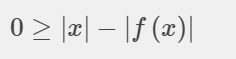 0 ≥ |x| − |f (x)|